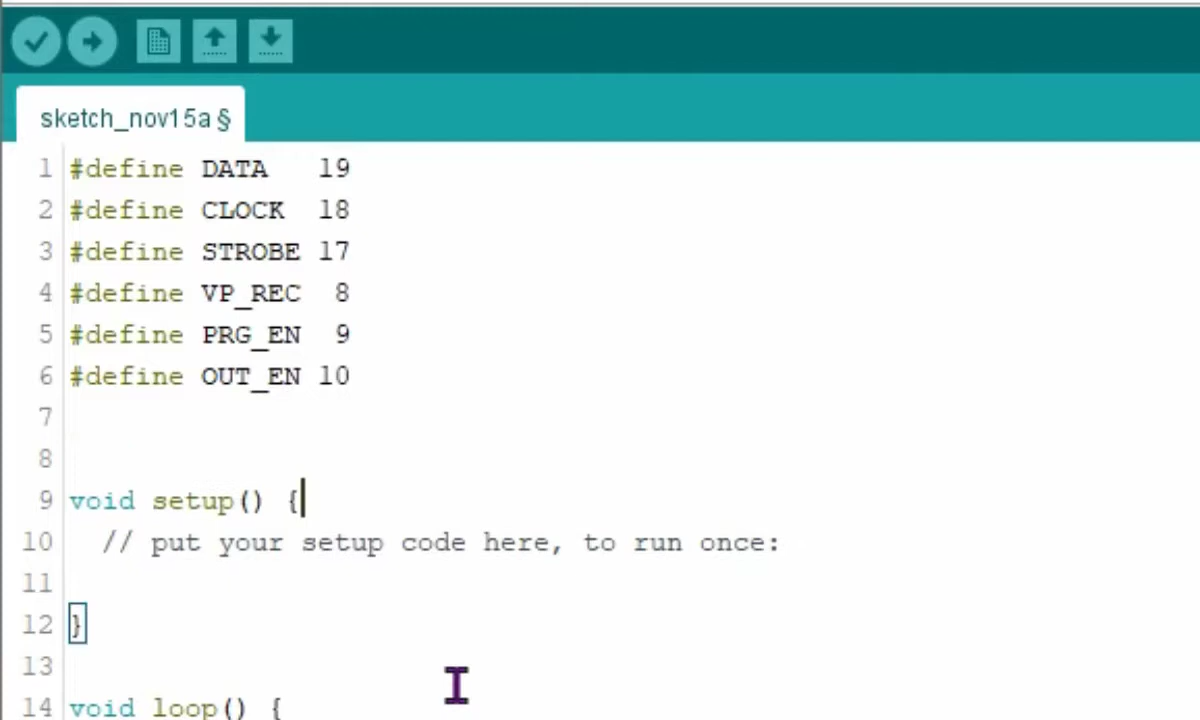 sketch_nov15a §
1 #define DATA   19
2 #define CLOCK  18
3 #define STROBE 17
4 #define VP_REC  8
5 #define PRG_EN  9
6 #define OUT_EN 10
7
8
9 void setup() {
10   // put your setup code here, to run once:
11
12 }
13
14 void loop() {